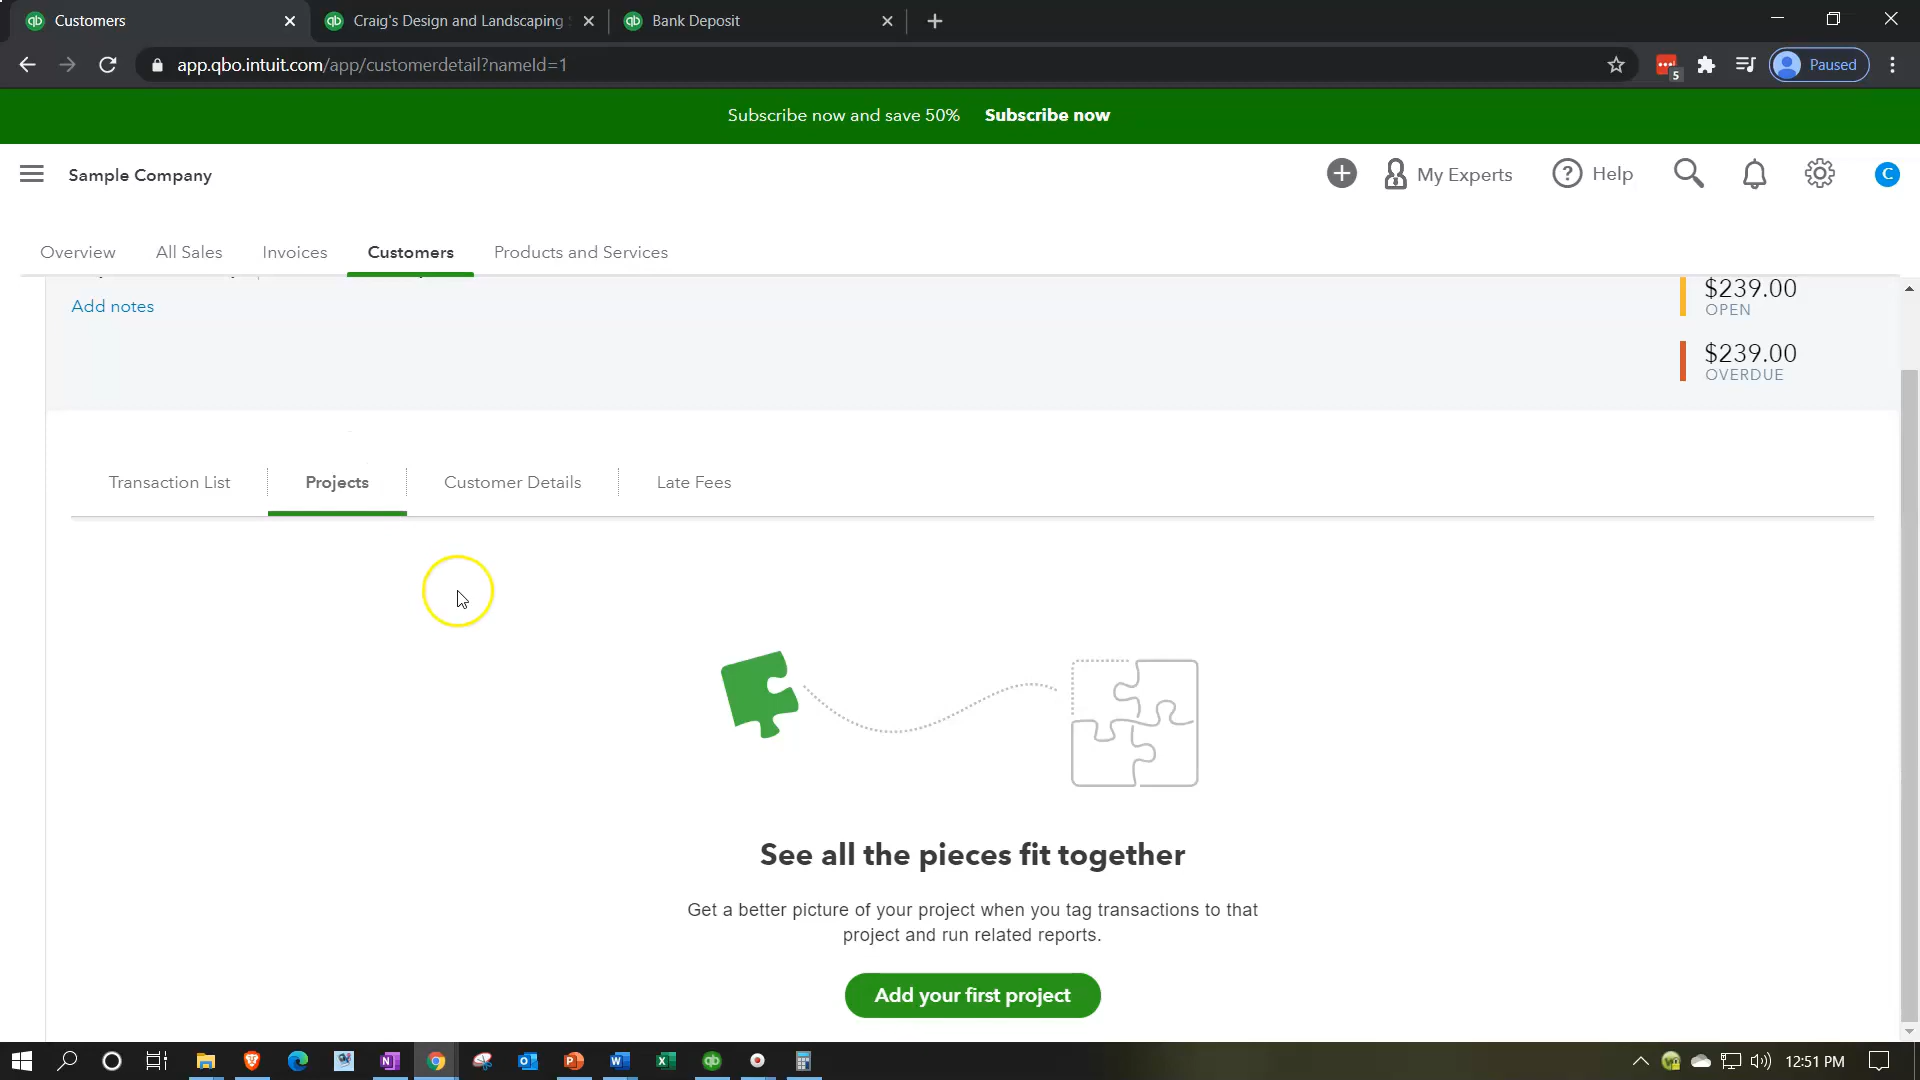 Customers
Craig's Design and Landscaping
Bank Deposit
app.qbo.intuit.com/app/customerdetail?nameId=1
5
Paused
Subscribe now and save 50% Subscribe now
Sample Company
My Experts
Help
C
Overview
All Sales
Invoices
Customers
Products and Services
Add notes
$239.00
OPEN
$239.00
OVERDUE
Transaction List
Projects
Customer Details
Late Fees
See all the pieces fit together
Get a better picture of your project when you tag transactions to that
project and run related reports.
Add your first project
12:51 PM